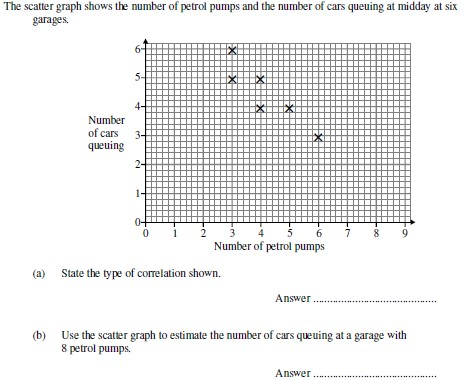 The scatter graph shows the number of petrol pumps and the number of cars queuing at midday at six
garages.
6
5
4
Number
of cars
queuing
3
2
1
0
0 1 2 3 4 5 6 7 8 9
Number of petrol pumps
(a) State the type of correlation shown.
Answer ..........................................
(b) Use the scatter graph to estimate the number of cars queuing at a garage with
8 petrol pumps.
Answer ..........................................